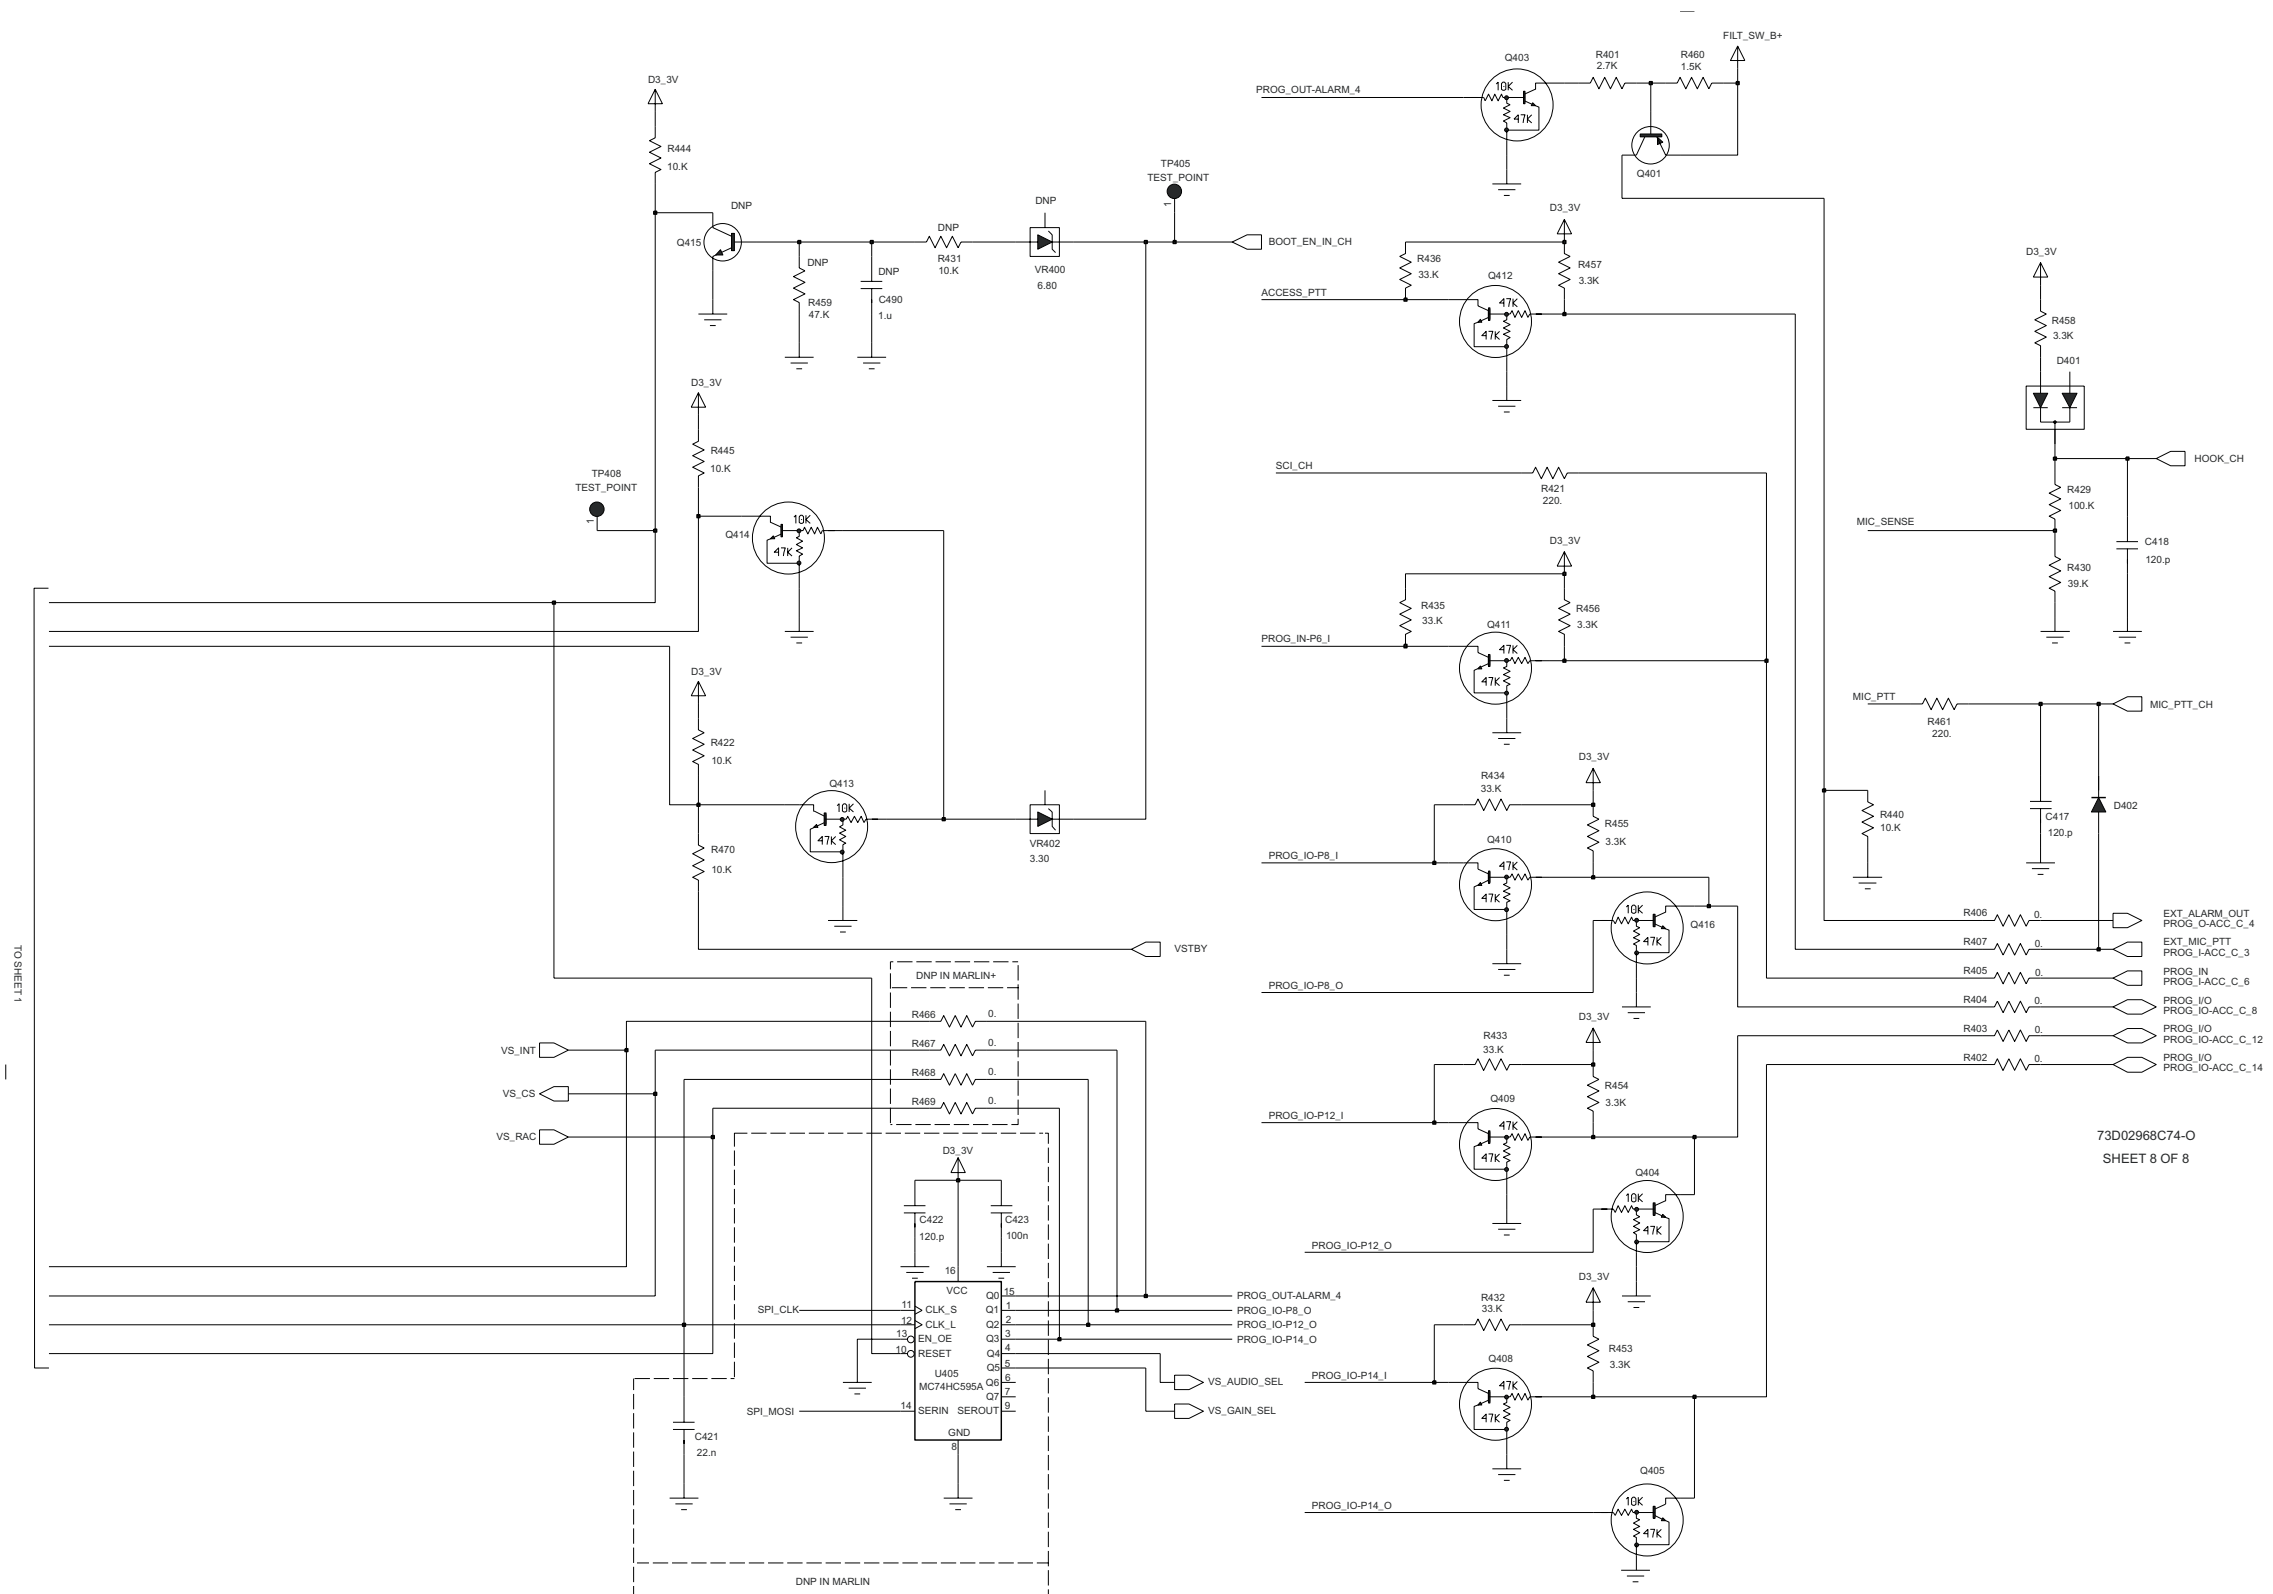 FILT_SW_B+
Q403
R401
2.7K
R460
1.5K
PROG_OUT-ALARM_4
10K
47K
Q401
D3_3V
R444
10.K
DNP
Q415
DNP
R459
47.K
DNP
C490
1.u
DNP
R431
10.K
DNP
VR400
6.80
TP405
TEST_POINT
1
BOOT_EN_IN_CH
D3_3V
R436
33.K
R457
3.3K
Q412
ACCESS_PTT
47K
47K
D3_3V
R458
3.3K
D401
HOOK_CH
R429
100.K
MIC_SENSE
R430
39.K
C418
120.p
D3_3V
R445
10.K
TP408
TEST_POINT
1
Q414
10K
47K
SCI_CH
R421
220.
D3_3V
R435
33.K
R456
3.3K
Q411
PROG_IN-P6_I
47K
47K
D3_3V
R422
10.K
R470
10.K
Q413
10K
47K
VR402
3.30
VSTBY
MIC_PTT
R461
220.
MIC_PTT_CH
C417
120.p
D402
R440
10.K
D3_3V
R434
33.K
R455
3.3K
Q410
PROG_IO-P8_I
47K
47K
10K
47K
Q416
PROG_IO-P8_O
R406
0.
EXT_ALARM_OUT
PROG_O-ACC_C_4
R407
0.
EXT_MIC_PTT
PROG_I-ACC_C_3
R405
0.
PROG_IN
PROG_I-ACC_C_6
R404
0.
PROG_I/O
PROG_IO-ACC_C_8
R403
0.
PROG_I/O
PROG_IO-ACC_C_12
R402
0.
PROG_I/O
PROG_IO-ACC_C_14
TO SHEET 1
DNP IN MARLIN+
R466
0.
R467
0.
R468
0.
R469
0.
VS_INT
VS_CS
VS_RAC
D3_3V
R433
33.K
R454
3.3K
Q409
PROG_IO-P12_I
47K
47K
Q404
10K
47K
PROG_IO-P12_O
73D02968C74-O
SHEET 8 OF 8
D3_3V
C422
120.p
C423
100n
16
VCC
SPI_CLK
11
CLK_S
12
CLK_L
13
EN_OE
10
RESET
U405
MC74HC595A
SPI_MOSI
14
SERIN
SEROUT
9
GND
8
Q0
15
Q1
1
Q2
2
Q3
3
Q4
4
Q5
5
Q6
6
Q7
7
PROG_OUT-ALARM_4
PROG_IO-P8_O
PROG_IO-P12_O
PROG_IO-P14_O
VS_AUDIO_SEL
VS_GAIN_SEL
C421
22.n
DNP IN MARLIN
D3_3V
R432
33.K
R453
3.3K
Q408
PROG_IO-P14_I
47K
47K
Q405
10K
47K
PROG_IO-P14_O